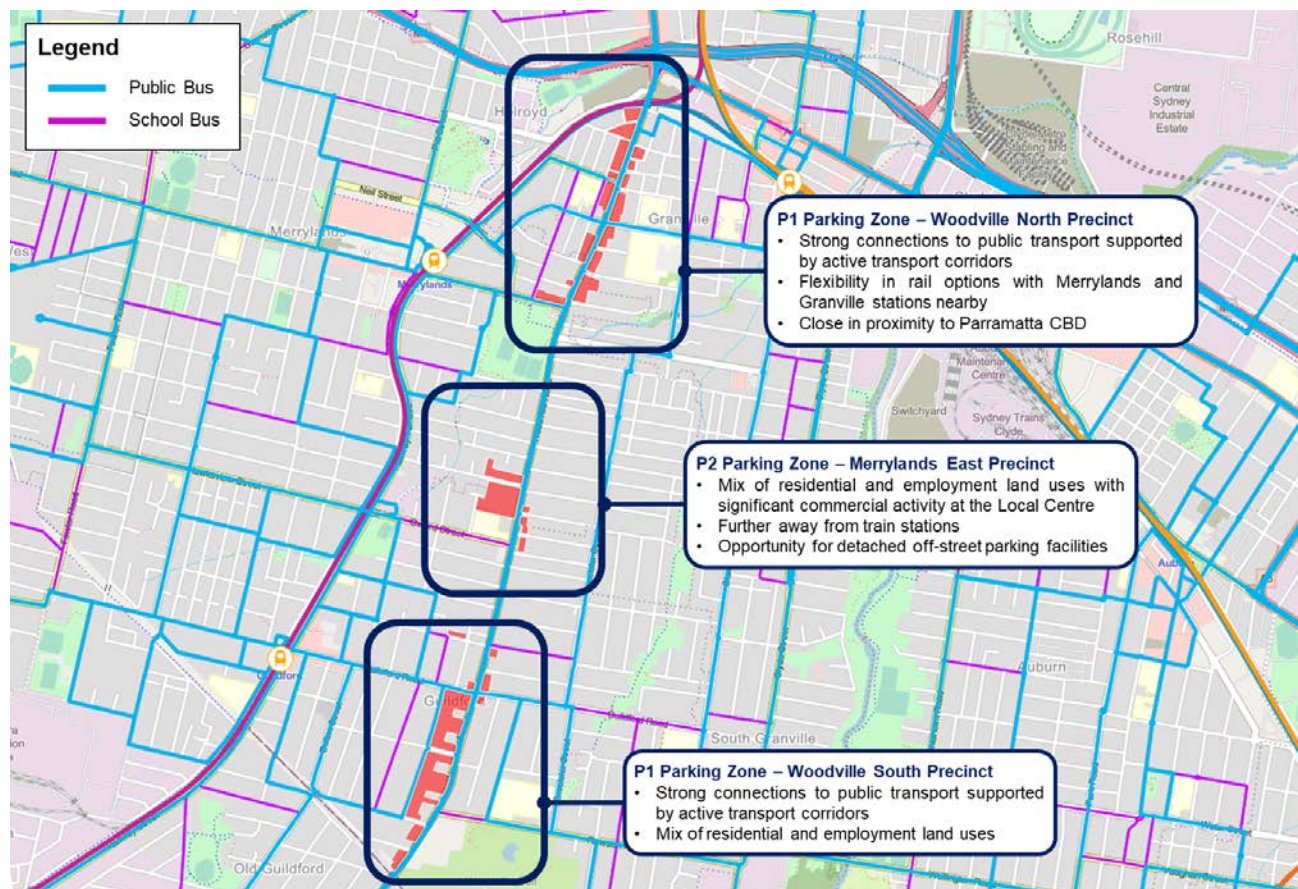 Legend
Public Bus
School Bus
Rosehill
Central
Sydney
Industrial
Estate
Holroyd
Neil Street
Merrylands
Granville
Merrylands
P1 Parking Zone – Woodville North Precinct
• Strong connections to public transport supported
by active transport corridors
• Flexibility in rail options with Merrylands and
Granville stations nearby
• Close in proximity to Parramatta CBD
Maintenance
Centre
Switchyard
Sydney Trains
Clyde
P2 Parking Zone – Merrylands East Precinct
• Mix of residential and employment land uses with
significant commercial activity at the Local Centre
• Further away from train stations
• Opportunity for detached off-street parking facilities
Auburn
Guildford Road
South Granville
P1 Parking Zone – Woodville South Precinct
• Strong connections to public transport supported
by active transport corridors
• Mix of residential and employment land uses
Old Guildford